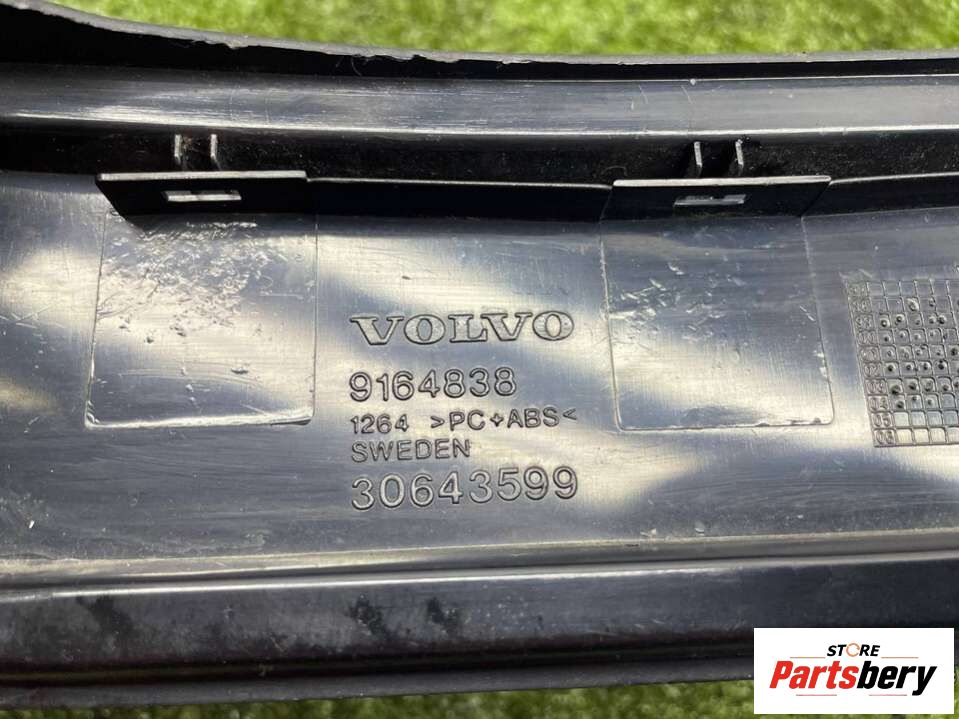 VOLVO
9164838
1264 >PC+ABS<
SWEDEN
30643599
STORE
Partsbery